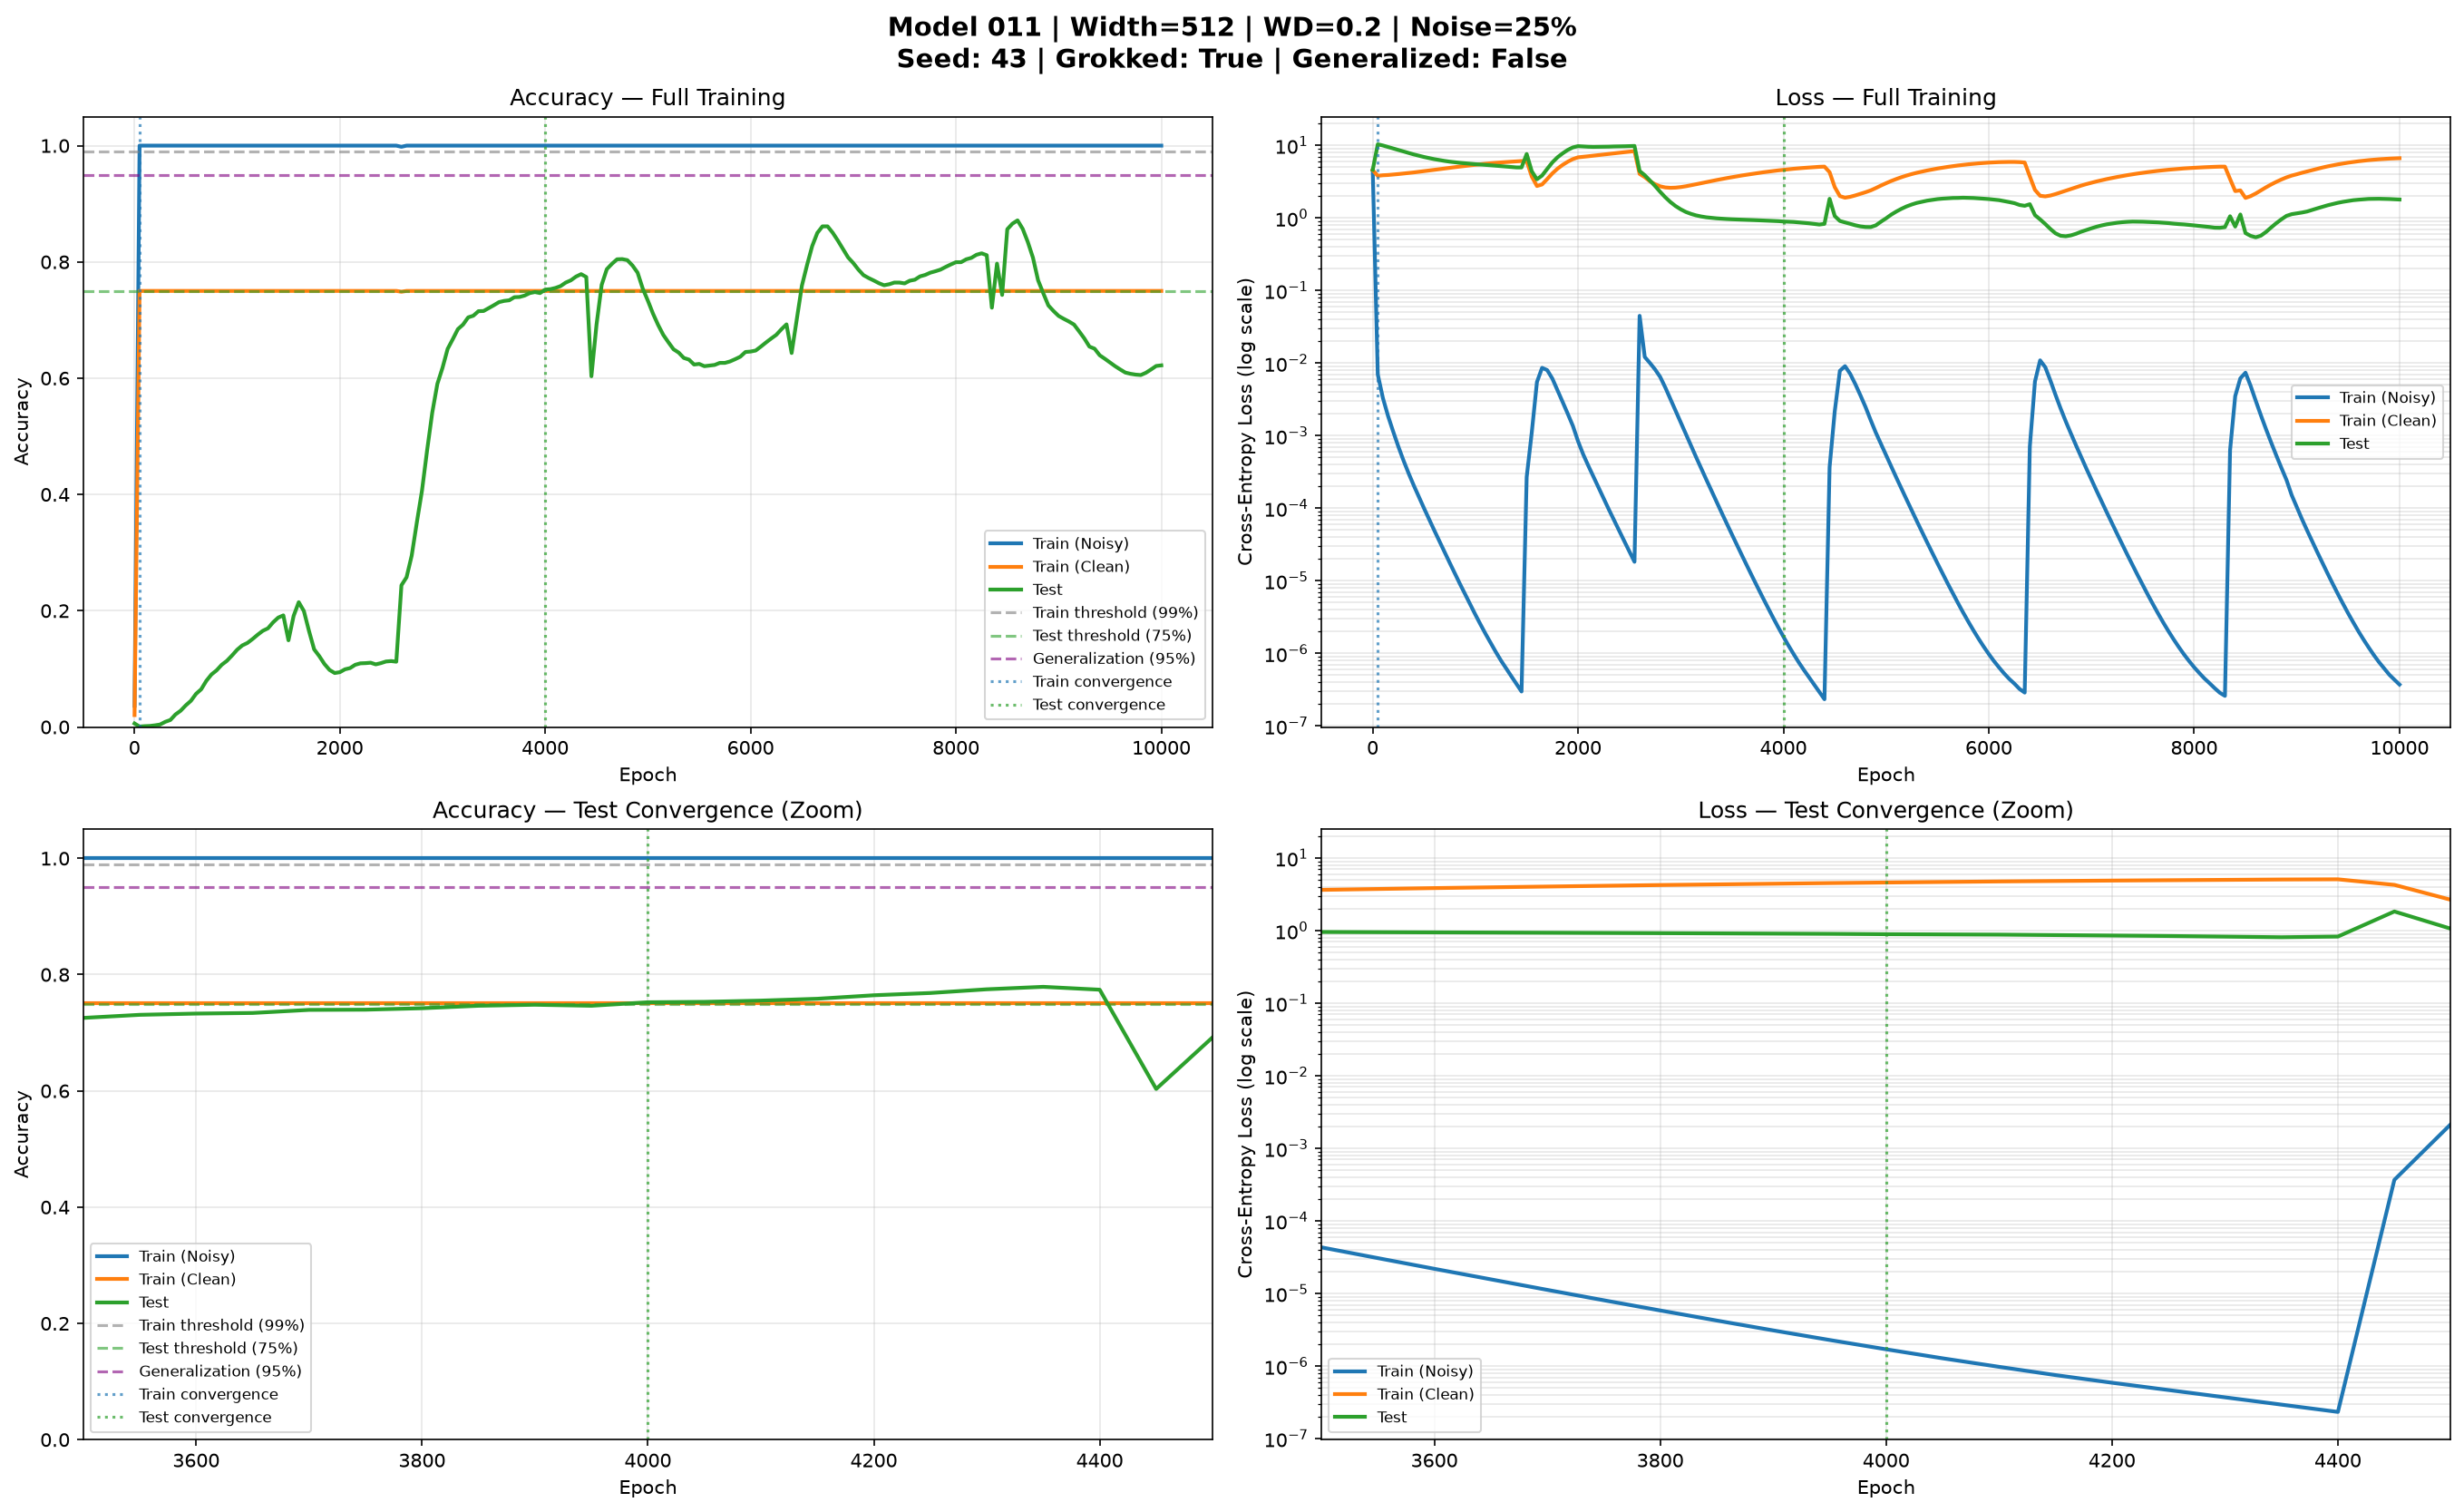 Model 011 | Width=512 | WD=0.2 | Noise=25%
Seed: 43 | Grokked: True | Generalized: False
Accuracy — Full Training
Accuracy
1.0
0.8
0.6
0.4
0.2
0.0
Train (Noisy)
Train (Clean)
Test
Train threshold (99%)
Test threshold (75%)
Generalization (95%)
Train convergence
Test convergence
0 2000 4000 6000 8000 10000
Epoch
Loss — Full Training
Cross-Entropy Loss (log scale)
10¹
10⁰
10⁻¹
10⁻²
10⁻³
10⁻⁴
10⁻⁵
10⁻⁶
10⁻⁷
Train (Noisy)
Train (Clean)
Test
0 2000 4000 6000 8000 10000
Epoch
Accuracy — Test Convergence (Zoom)
Accuracy
1.0
0.8
0.6
0.4
0.2
0.0
Train (Noisy)
Train (Clean)
Test
Train threshold (99%)
Test threshold (75%)
Generalization (95%)
Train convergence
Test convergence
3600 3800 4000 4200 4400
Epoch
Loss — Test Convergence (Zoom)
Cross-Entropy Loss (log scale)
10¹
10⁰
10⁻¹
10⁻²
10⁻³
10⁻⁴
10⁻⁵
10⁻⁶
10⁻⁷
Train (Noisy)
Train (Clean)
Test
3600 3800 4000 4200 4400
Epoch